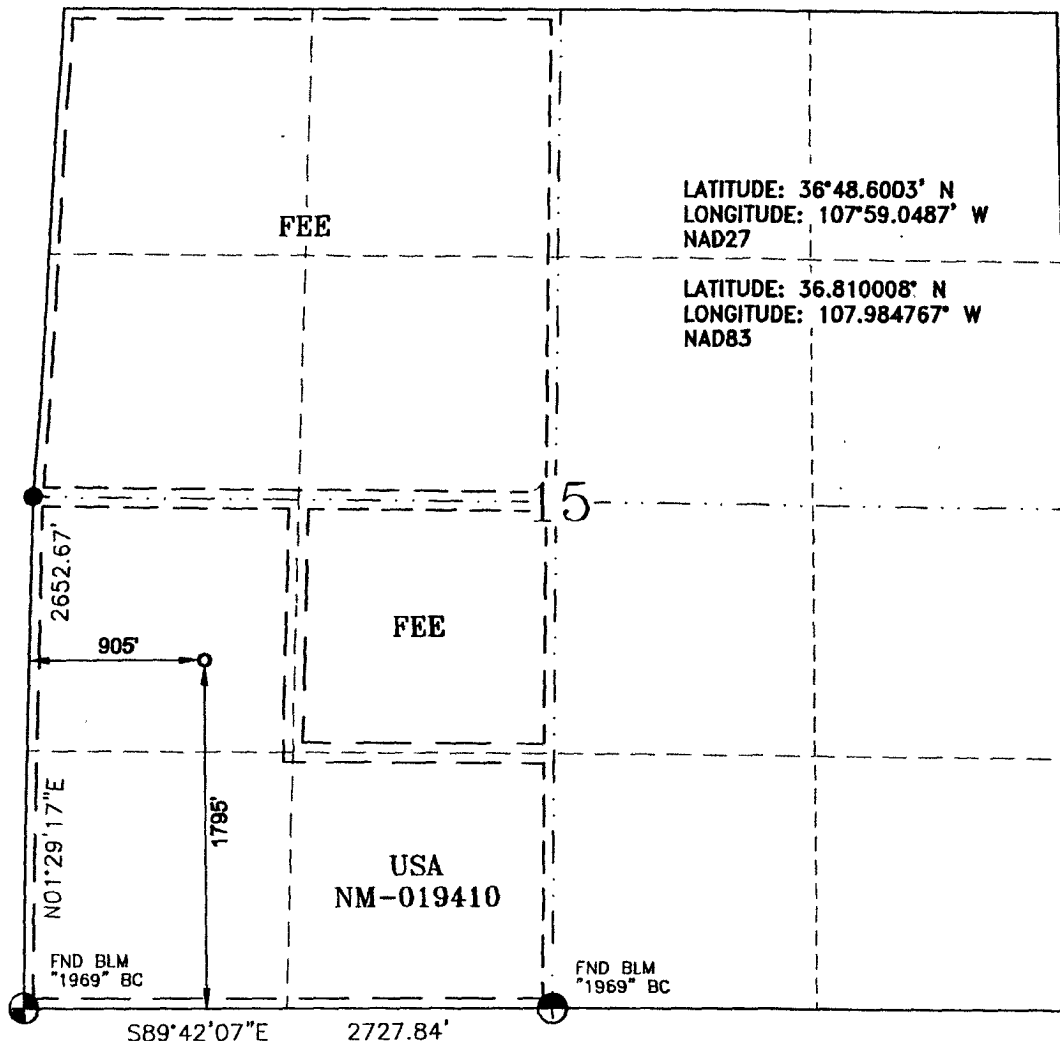 LATITUDE: 36°48.6003' N
LONGITUDE: 107°59.0487' W
NAD27
FEE
LATITUDE: 36.810008° N
LONGITUDE: 107.984767° W
NAD83
15
2652.67'
FEE
905'
1795'
N01°29'17"E
USA
NM-019410
FND BLM
"1969" BC
FND BLM
"1969" BC
S89°42'07"E 2727.84'